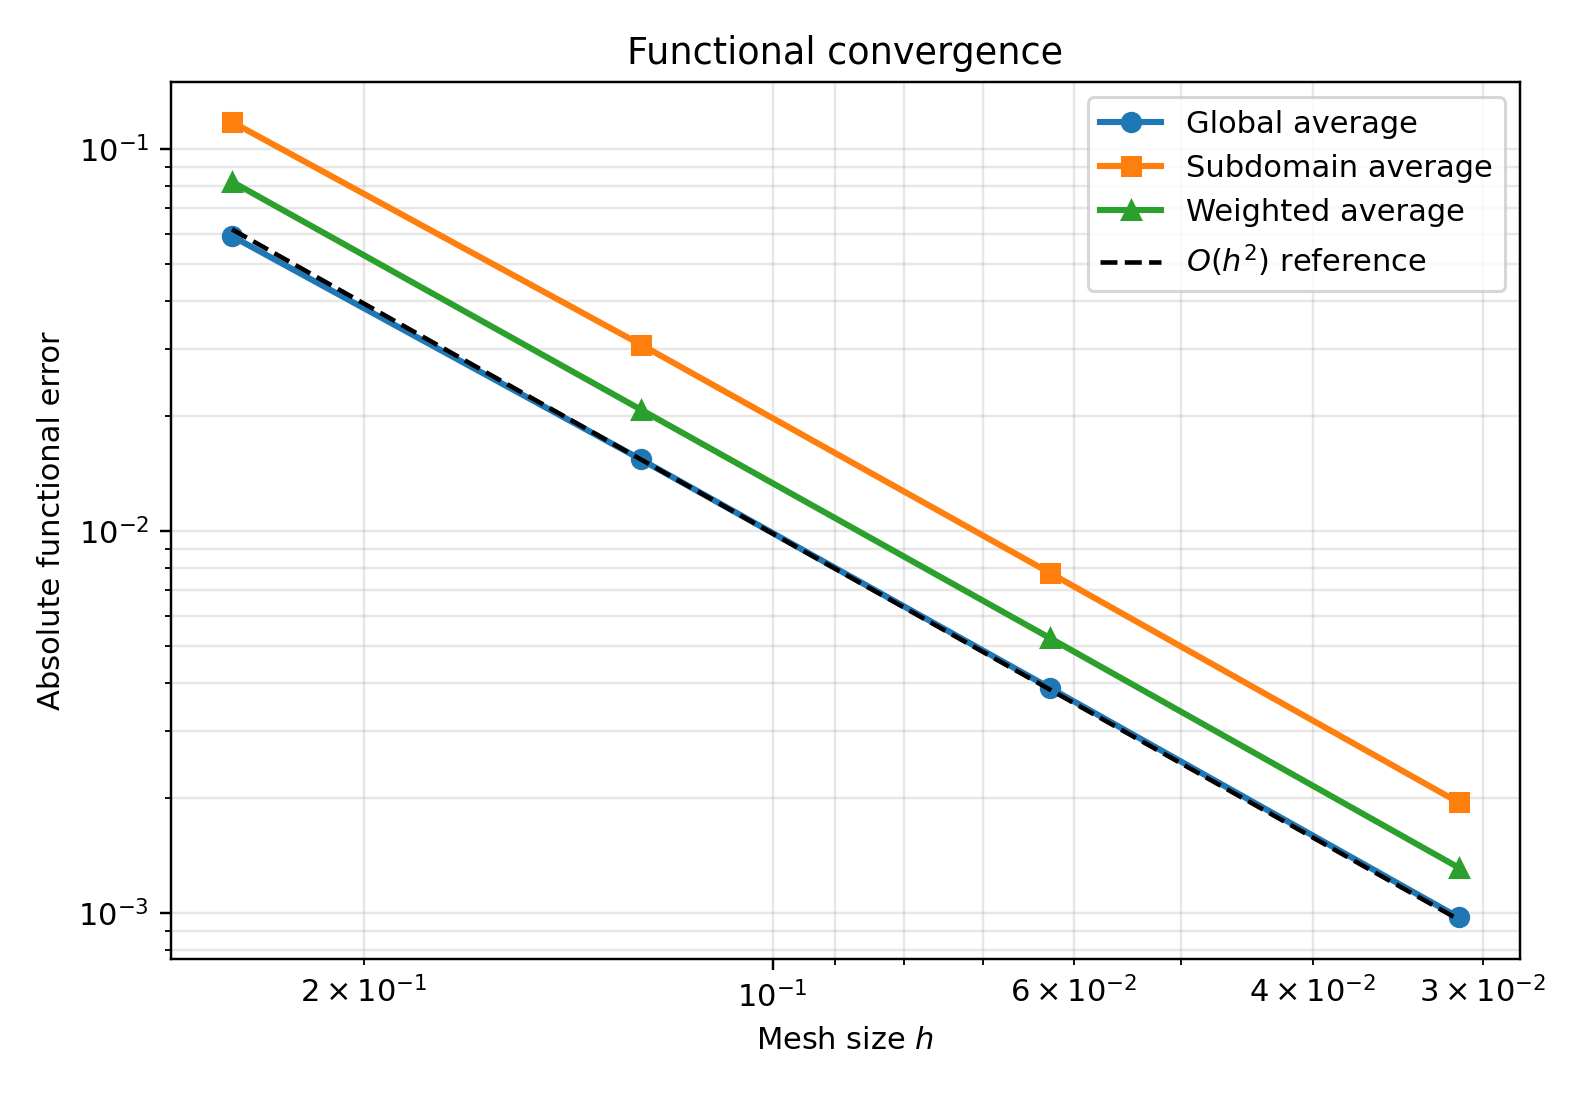 Functional convergence
Absolute functional error
10⁻¹
10⁻²
10⁻³
Global average
Subdomain average
Weighted average
O(h²) reference
2 × 10⁻¹
10⁻¹
6 × 10⁻²
4 × 10⁻²
3 × 10⁻²
Mesh size h